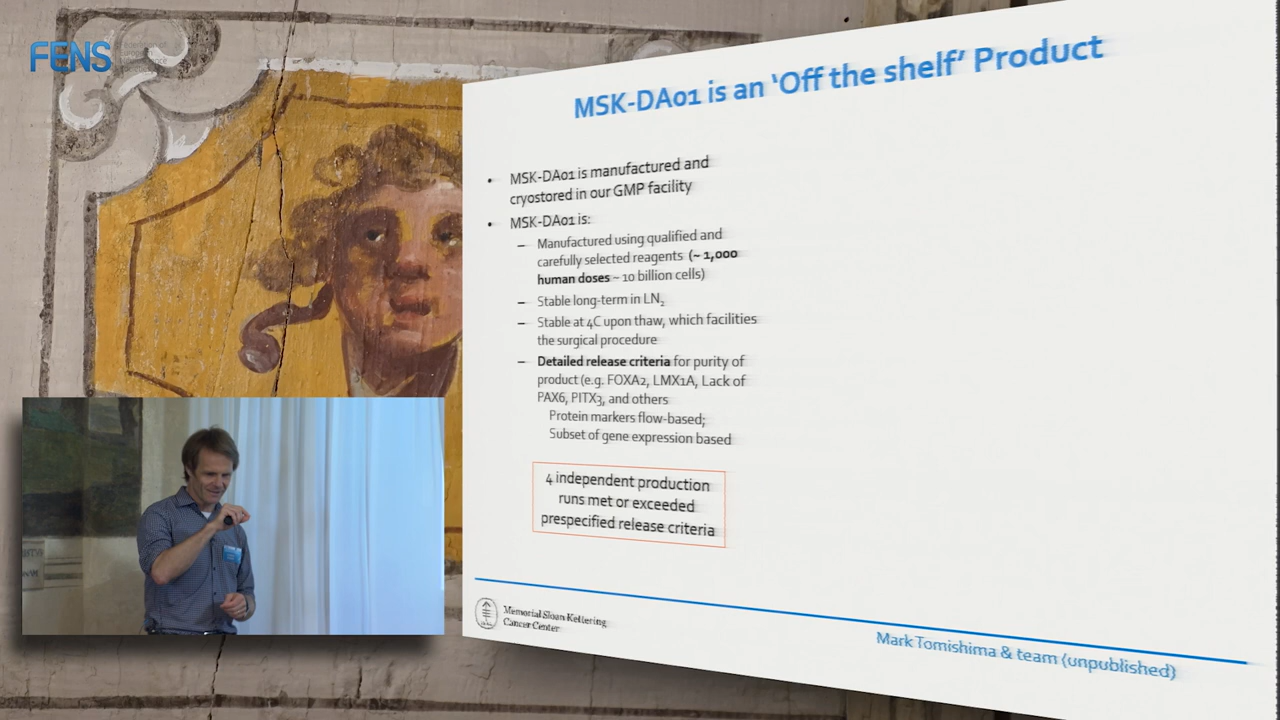 FENS
MSK-DA01 is an ‘Off the shelf’ Product
• MSK-DA01 is manufactured and
cryostored in our GMP facility
• MSK-DA01 is:
– Manufactured using qualified and
carefully selected reagents (~ 1,000
human doses ~ 10 billion cells)
– Stable long-term in LN₂
– Stable at 4C upon thaw, which facilities
the surgical procedure
– Detailed release criteria for purity of
product (e.g. FOXA2, LMX1A, Lack of
PAX6, PITX3, and others
Protein markers flow-based;
Subset of gene expression based
4 independent production
runs met or exceeded
prespecified release criteria
Memorial Sloan Kettering
Cancer Center
Mark Tomishima & team (unpublished)